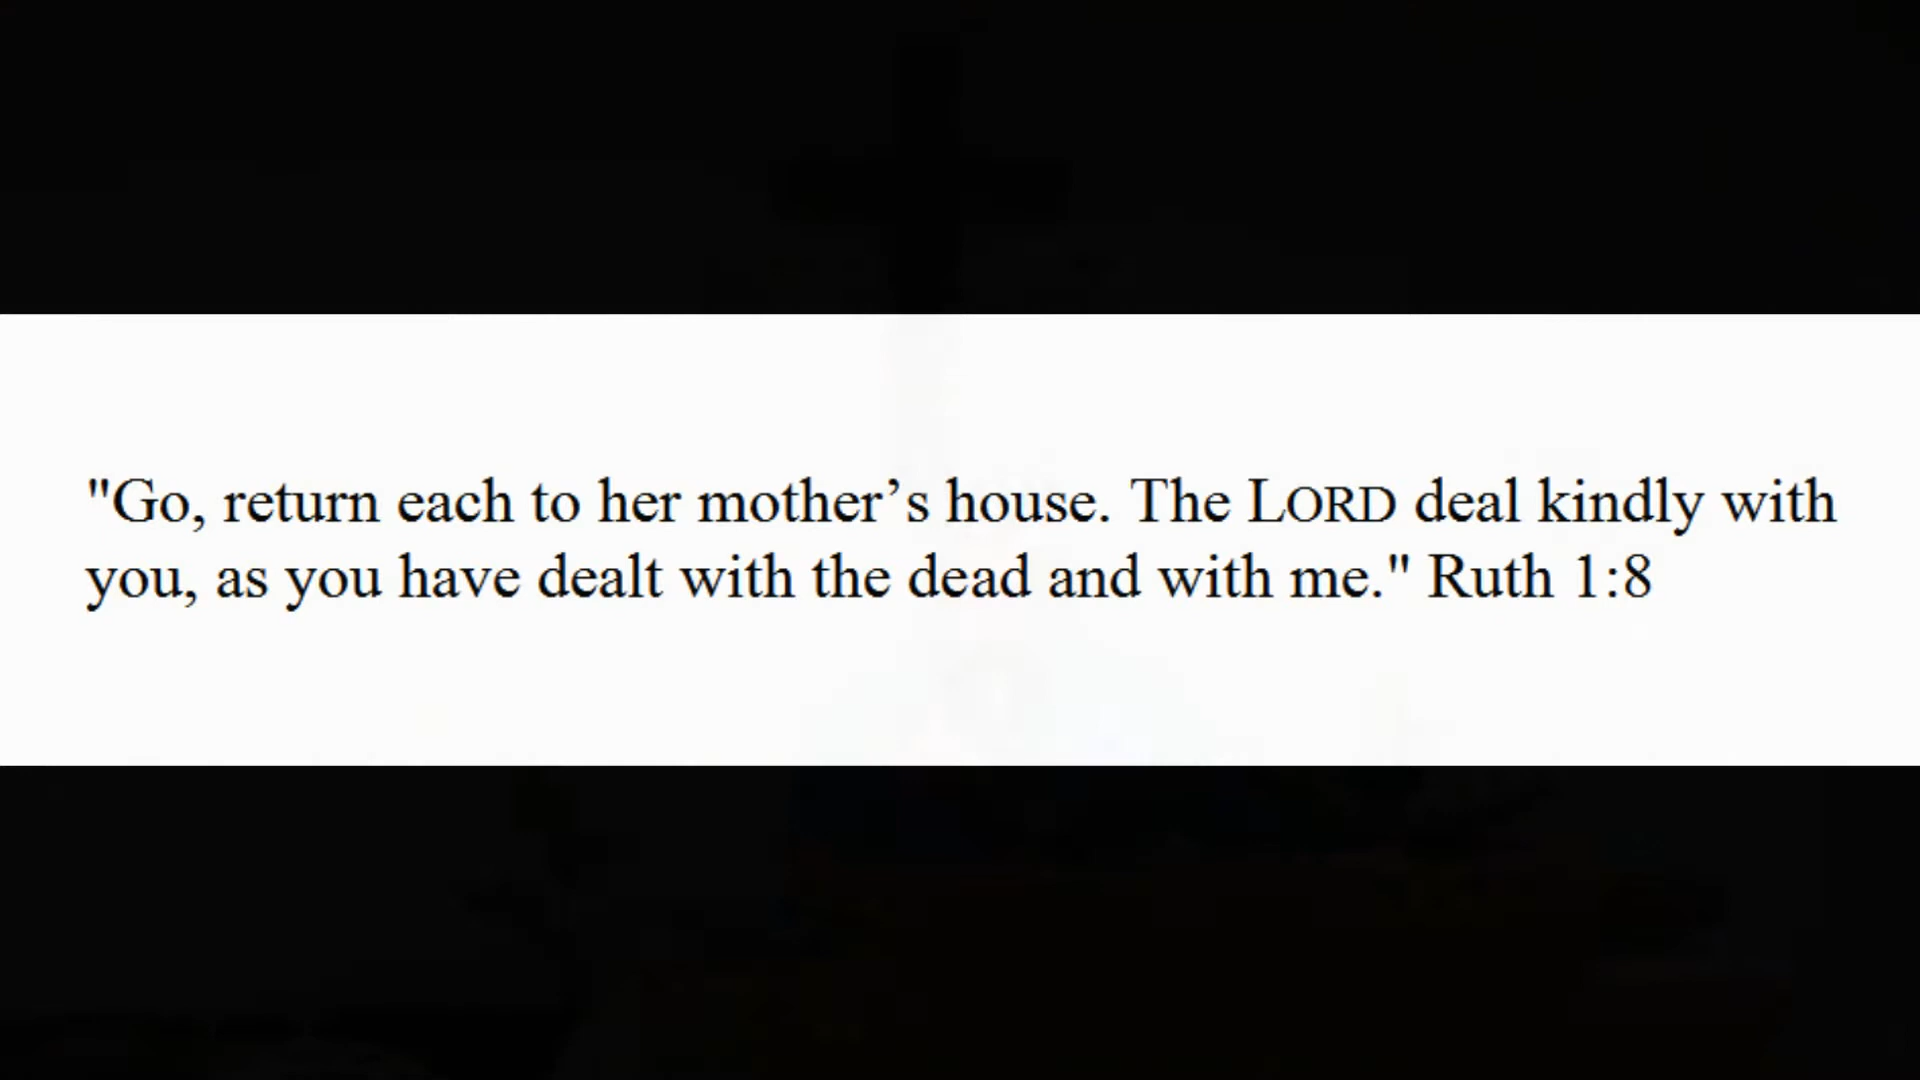 "Go, return each to her mother’s house. The LORD deal kindly with
you, as you have dealt with the dead and with me." Ruth 1:8